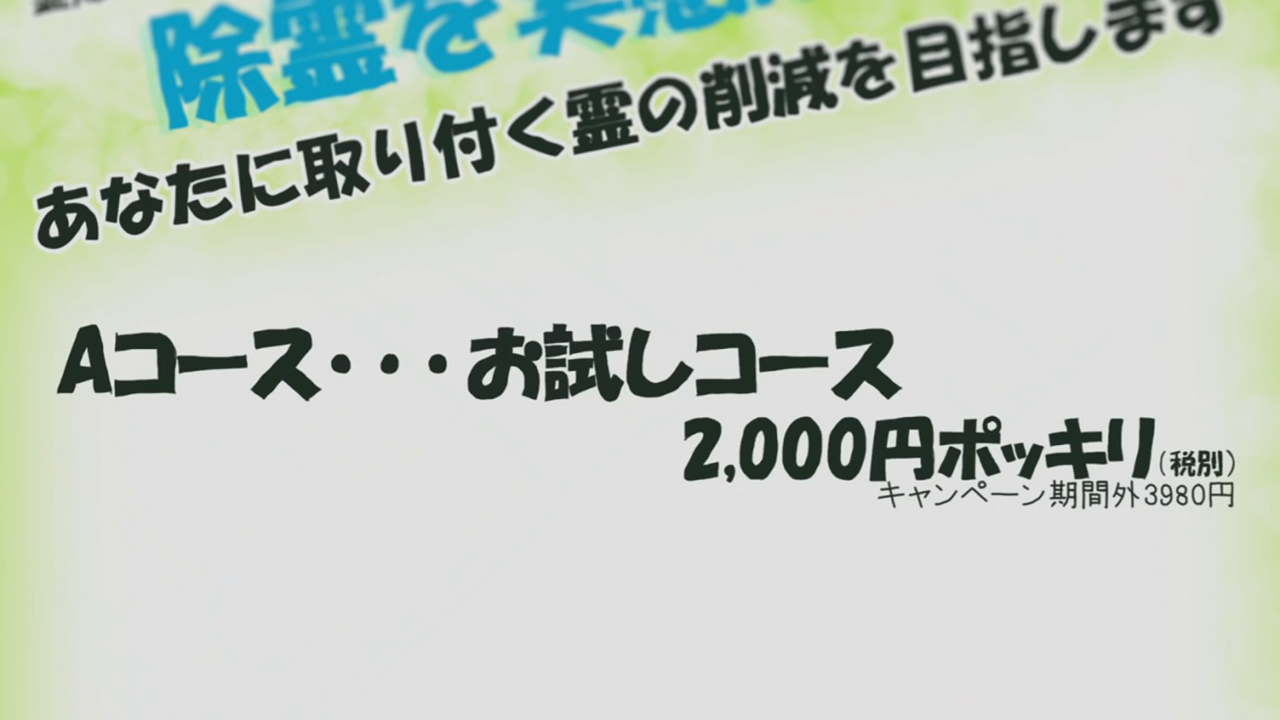 除霊を実感
あなたに取り付く霊の削減を目指します
Aコース・・・お試しコース
2,000円ポッキリ(税別)
キャンペーン期間外3980円